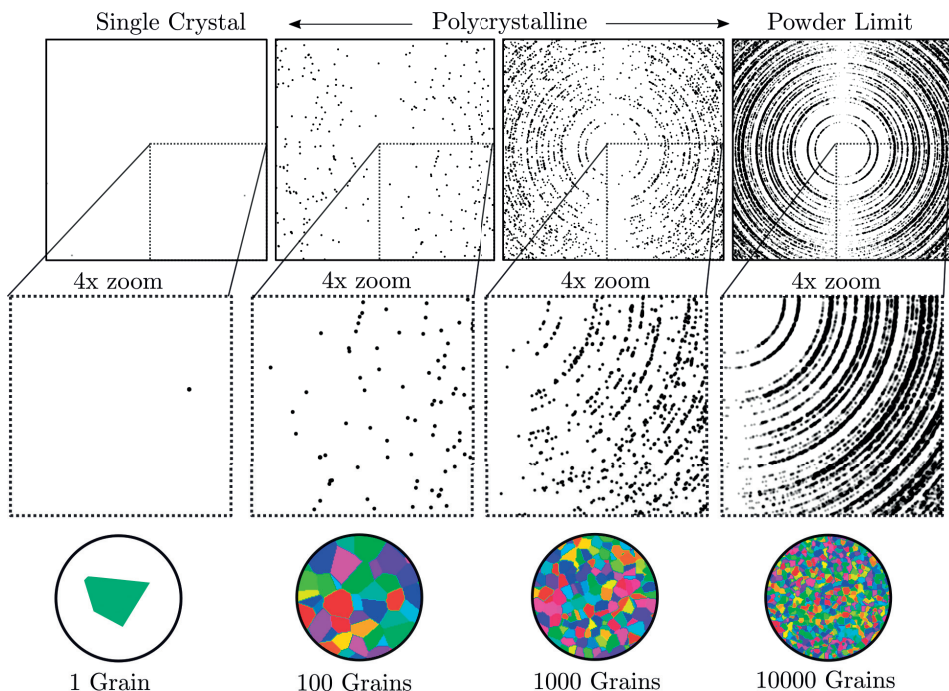 Single Crystal
Polycrystalline
Powder Limit
4x zoom
4x zoom
4x zoom
4x zoom
1 Grain
100 Grains
1000 Grains
10000 Grains